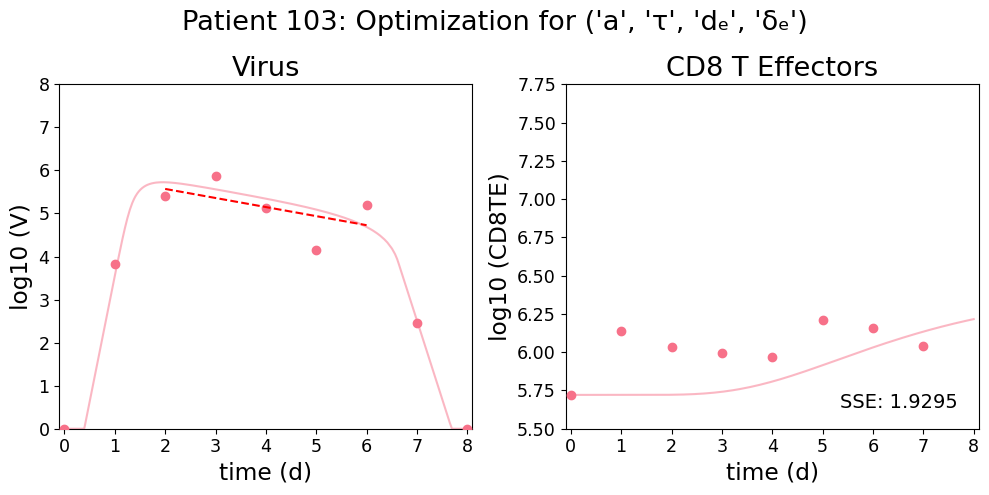 Patient 103: Optimization for ('a', 'τ', 'dₑ', 'δₑ')
Virus
8
7
6
5
4
3
2
1
0
log10 (V)
0 1 2 3 4 5 6 7 8
time (d)
CD8 T Effectors
7.75
7.50
7.25
7.00
6.75
6.50
6.25
6.00
5.75
5.50
log10 (CD8TE)
SSE: 1.9295
0 1 2 3 4 5 6 7 8
time (d)